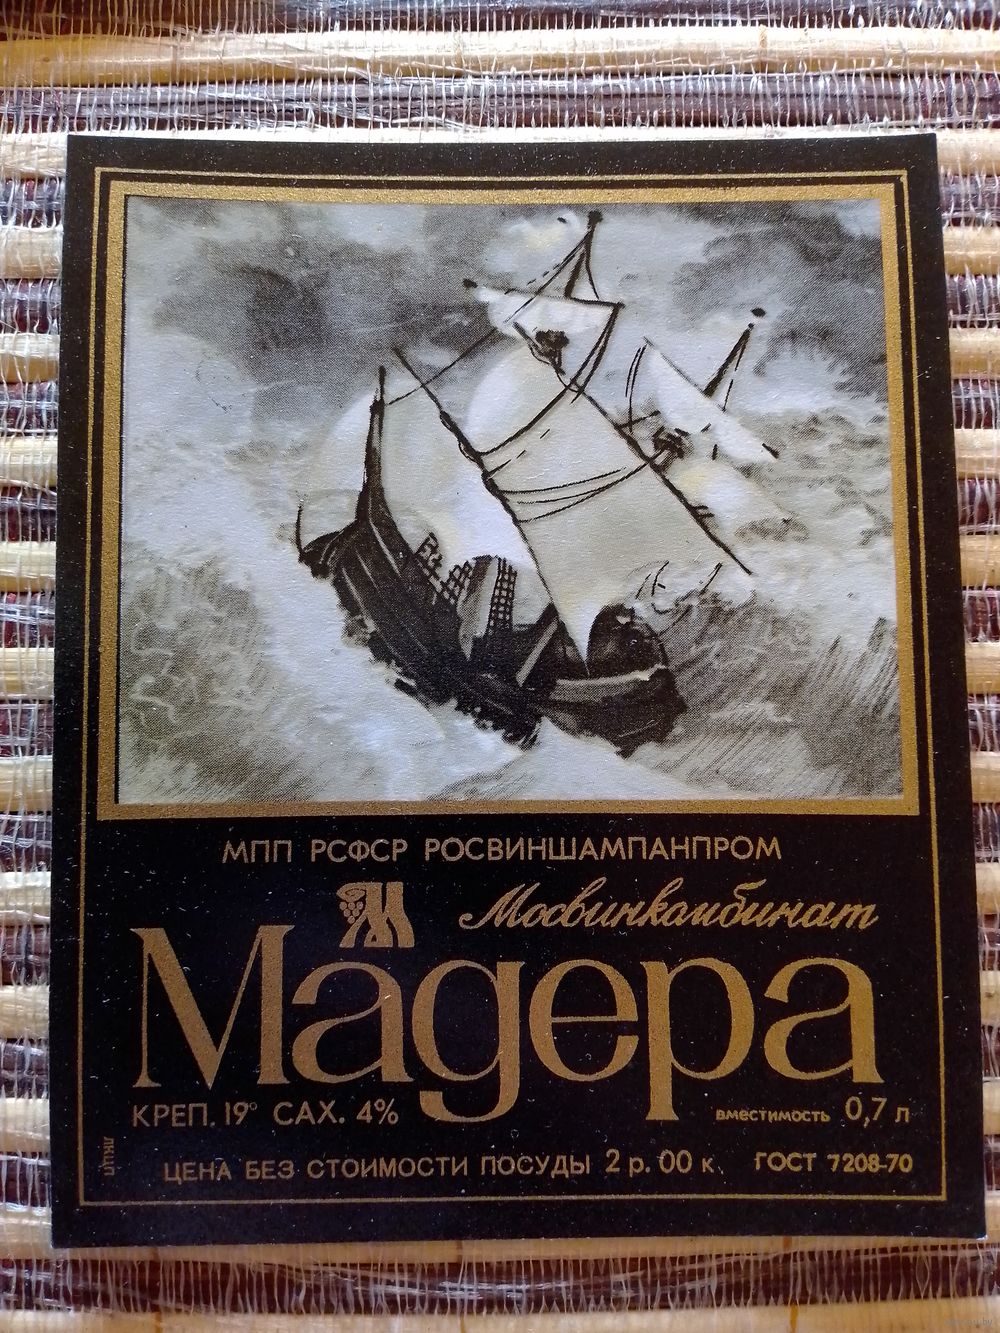 МПП РСФСР РОСВИНШАМПАНПРОМ
Мосвинкомбинат
Мадера
КРЕП. 19° САХ. 4%
вместимость 0,7 л
ЦЕНА БЕЗ СТОИМОСТИ ПОСУДЫ 2 р. 00 к.
ГОСТ 7208-70